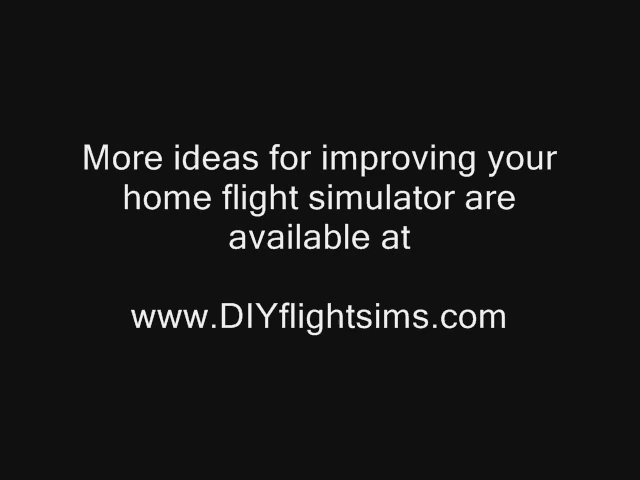 More ideas for improving your
home flight simulator are
available at
www.DIYflightsims.com